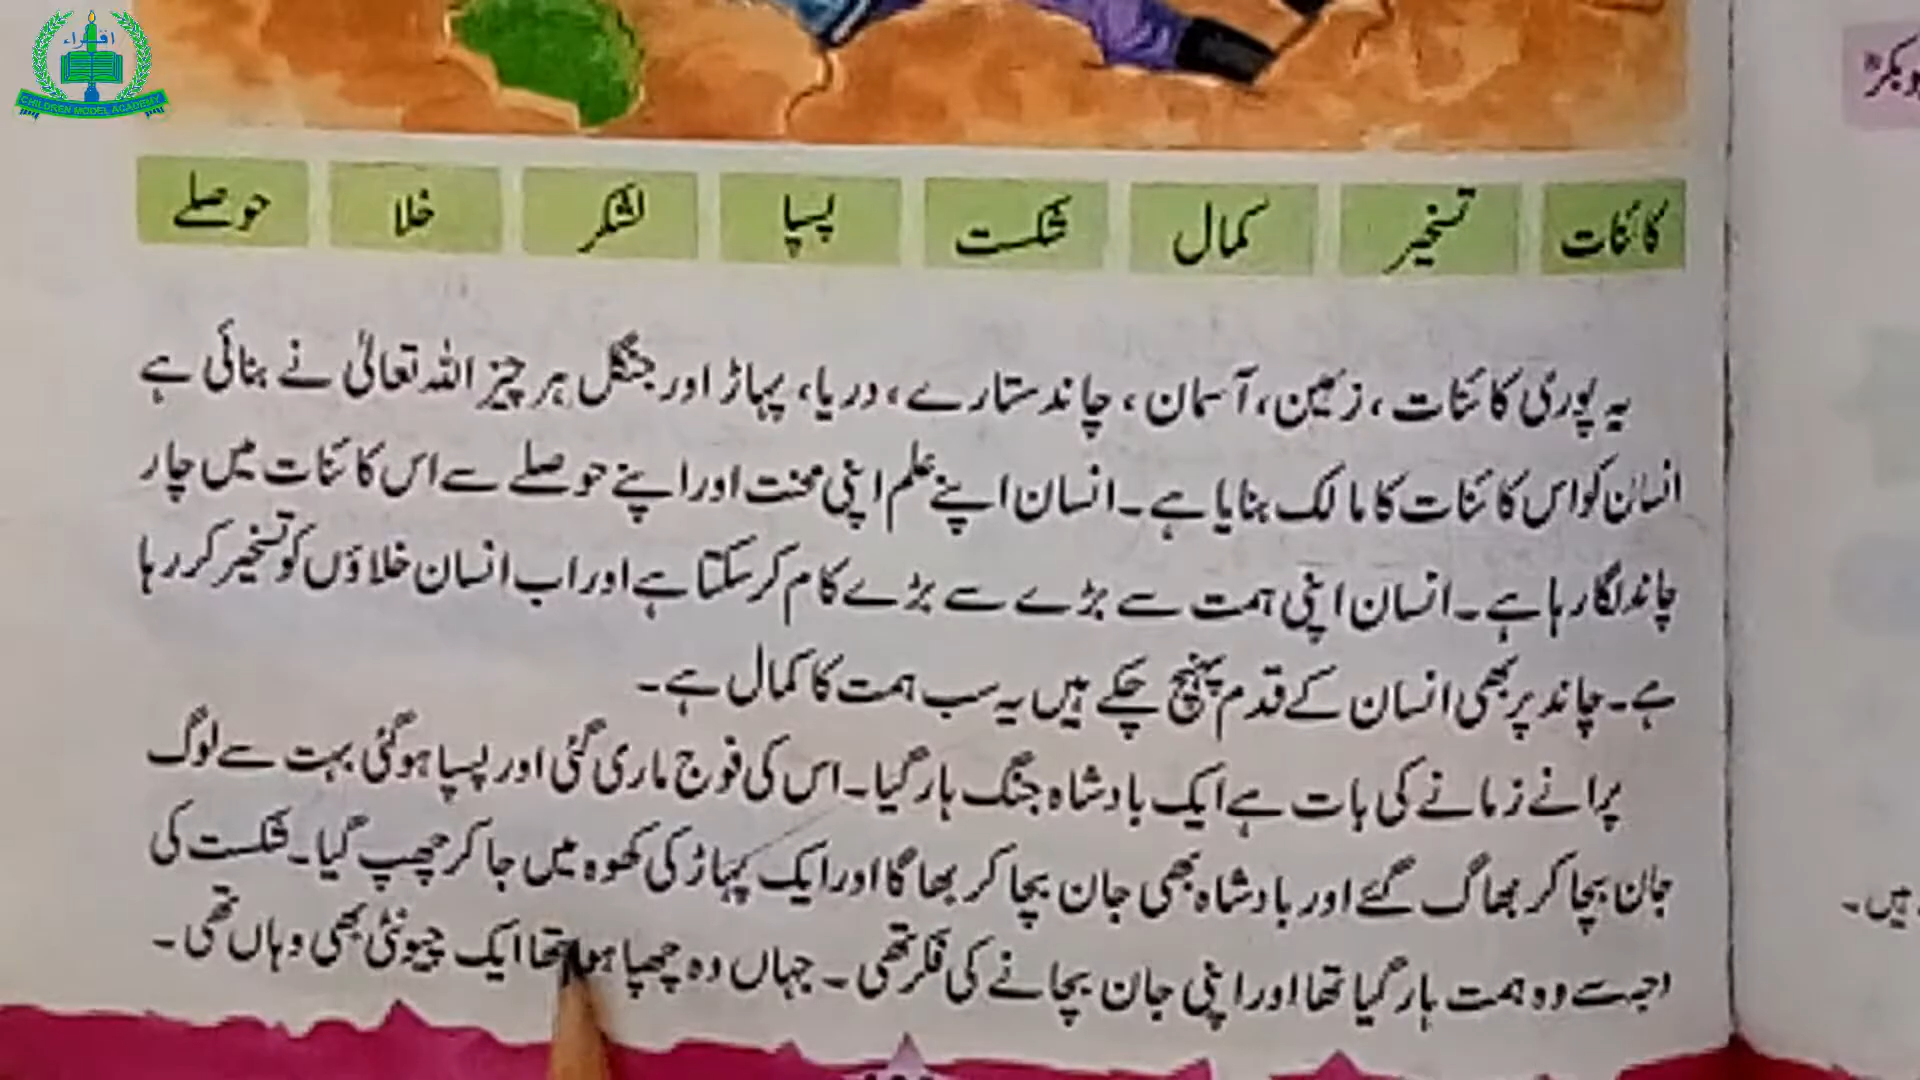 اقراء
CHILDREN MODEL ACADEMY
کائنات تسخیر کمال شکست پسپا لشکر خلا حوصلے
یہ پوری کائنات، زمین، آسمان، چاند ستارے، دریا، پہاڑ اور جنگل ہر چیز اللہ تعالیٰ نے بنائی ہے
انسان کو اس کائنات کا مالک بنایا ہے۔ انسان اپنے علم اپنی محنت اور اپنے حوصلے سے اس کائنات میں چار
چاند لگا رہا ہے۔ انسان اپنی ہمت سے بڑے سے بڑے کام کر سکتا ہے اور اب انسان خلاؤں کو تسخیر کر رہا
ہے۔ چاند پر بھی انسان کے قدم پہنچ چکے ہیں یہ سب ہمت کا کمال ہے۔
پرانے زمانے کی بات ہے ایک بادشاہ جنگ ہار گیا۔ اس کی فوج ماری گئی اور پسپا ہو گئی بہت سے لوگ
جان بچا کر بھاگ گئے اور بادشاہ بھی جان بچا کر بھاگا اور ایک پہاڑ کی کھوہ میں جا کر چھپ گیا۔ شکست کی
وجہ سے وہ ہمت ہار گیا تھا اور اپنی جان بچانے کی فکر تھی۔ جہاں وہ چھپا ہوا تھا ایک چیونٹی بھی وہاں تھی۔
ہیں۔